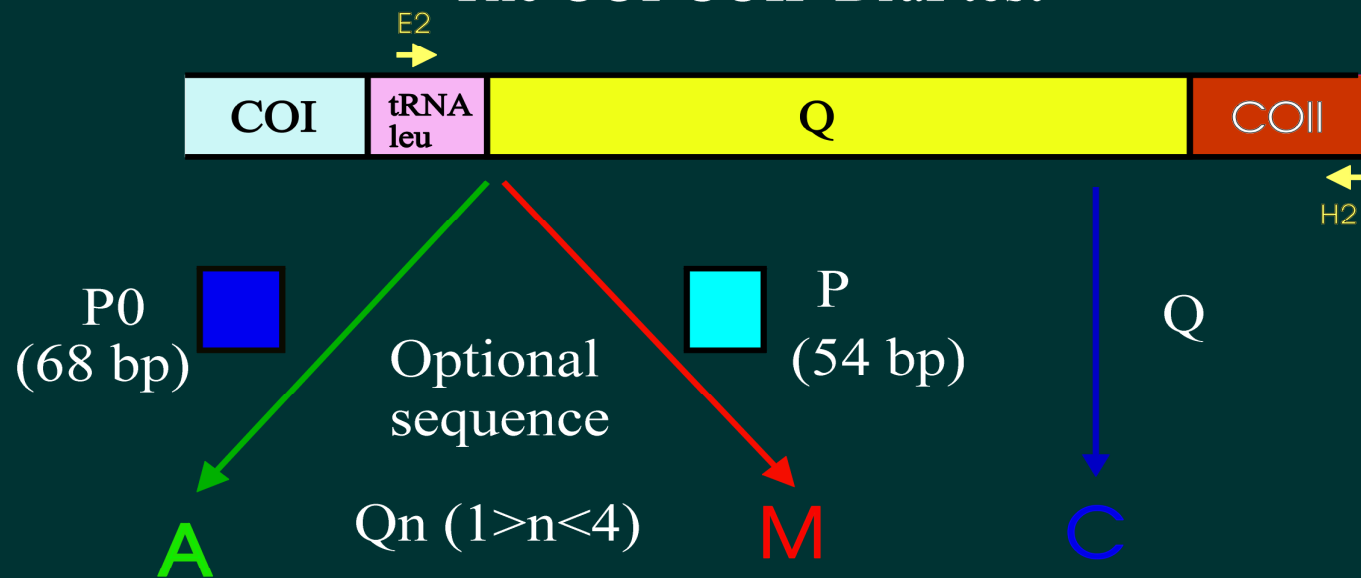 E2
COI
tRNA
leu
Q
COII
H2
P0
(68 bp)
Optional
sequence
P
(54 bp)
Q
A
Qn (1>n<4)
M
C